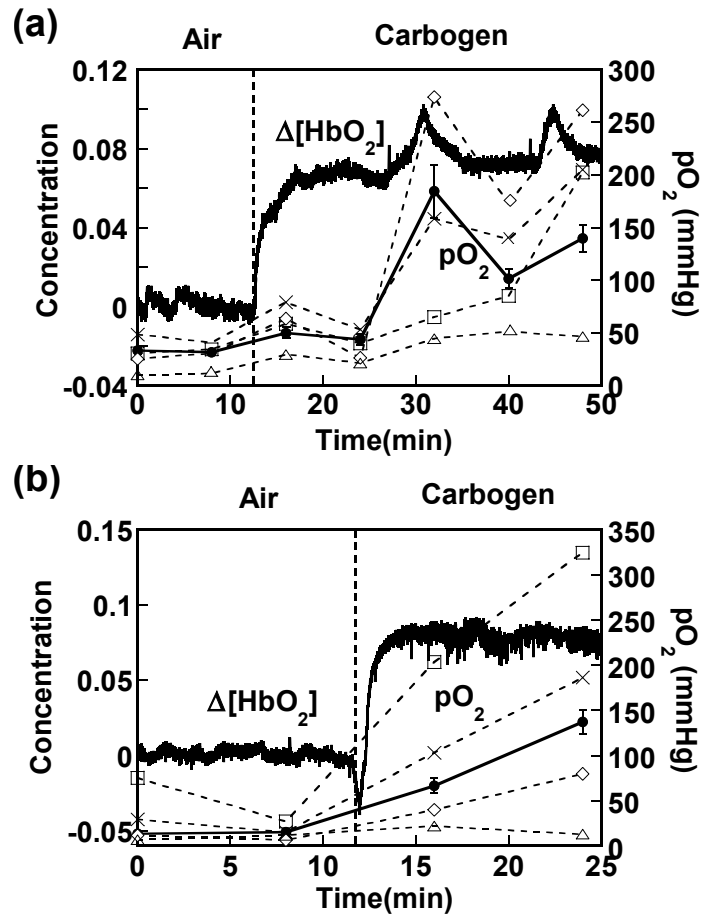 (a)
Air Carbogen
0.12 300
250
0.08 Δ[HbO₂] 200
150
0.04 pO₂ 100
0 50
-0.04 0
Concentration
pO₂ (mmHg)
0 10 20 30 40 50
Time(min)
(b)
Air Carbogen
0.15 350
300
0.1 250
200
0.05 Δ[HbO₂] pO₂ 150
0 100
50
-0.05 0
Concentration
pO₂ (mmHg)
0 5 10 15 20 25
Time(min)